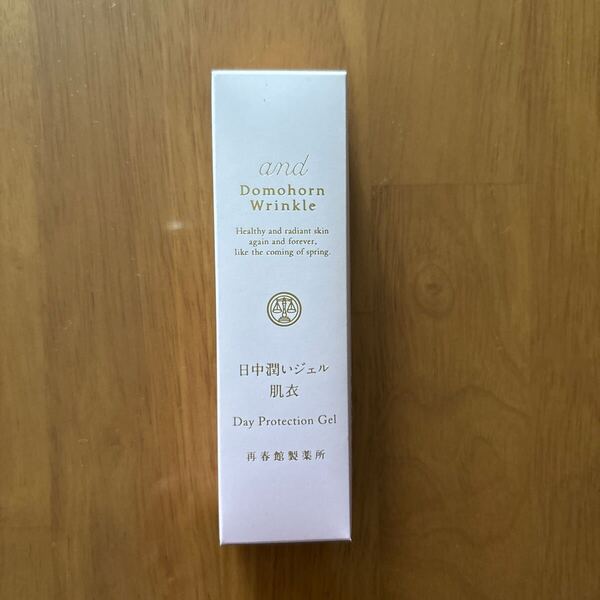 and
Domohorn
Wrinkle
Healthy and radiant skin
again and forever,
like the coming of spring.
日中潤いジェル
肌衣
Day Protection Gel
再春館製薬所